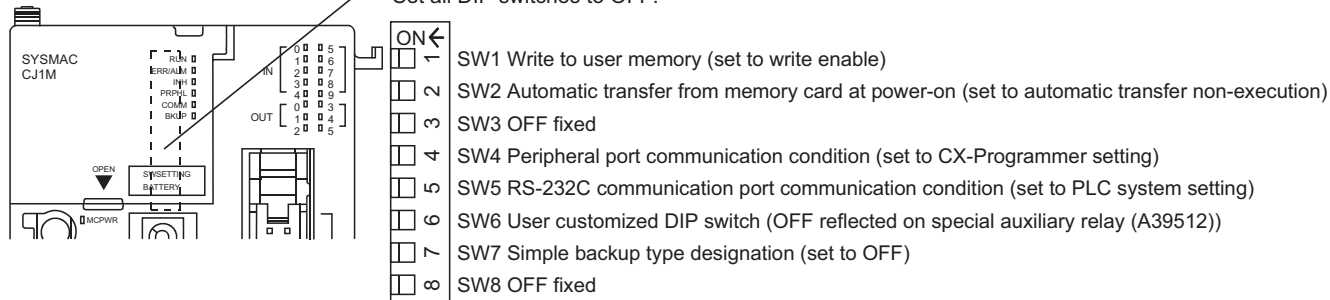 Set all DIP switches to OFF.
SYSMAC
CJ1M
RUN
ERR/ALM
INH
PRPHL
COMM
BKUP
IN
0 5
1 6
2 7
3 8
4 9
OUT
0 3
1 4
2 5
OPEN
SWSETTING
BATTERY
MCPWR
ON←
1 SW1 Write to user memory (set to write enable)
2 SW2 Automatic transfer from memory card at power-on (set to automatic transfer non-execution)
3 SW3 OFF fixed
4 SW4 Peripheral port communication condition (set to CX-Programmer setting)
5 SW5 RS-232C communication port communication condition (set to PLC system setting)
6 SW6 User customized DIP switch (OFF reflected on special auxiliary relay (A39512))
7 SW7 Simple backup type designation (set to OFF)
8 SW8 OFF fixed